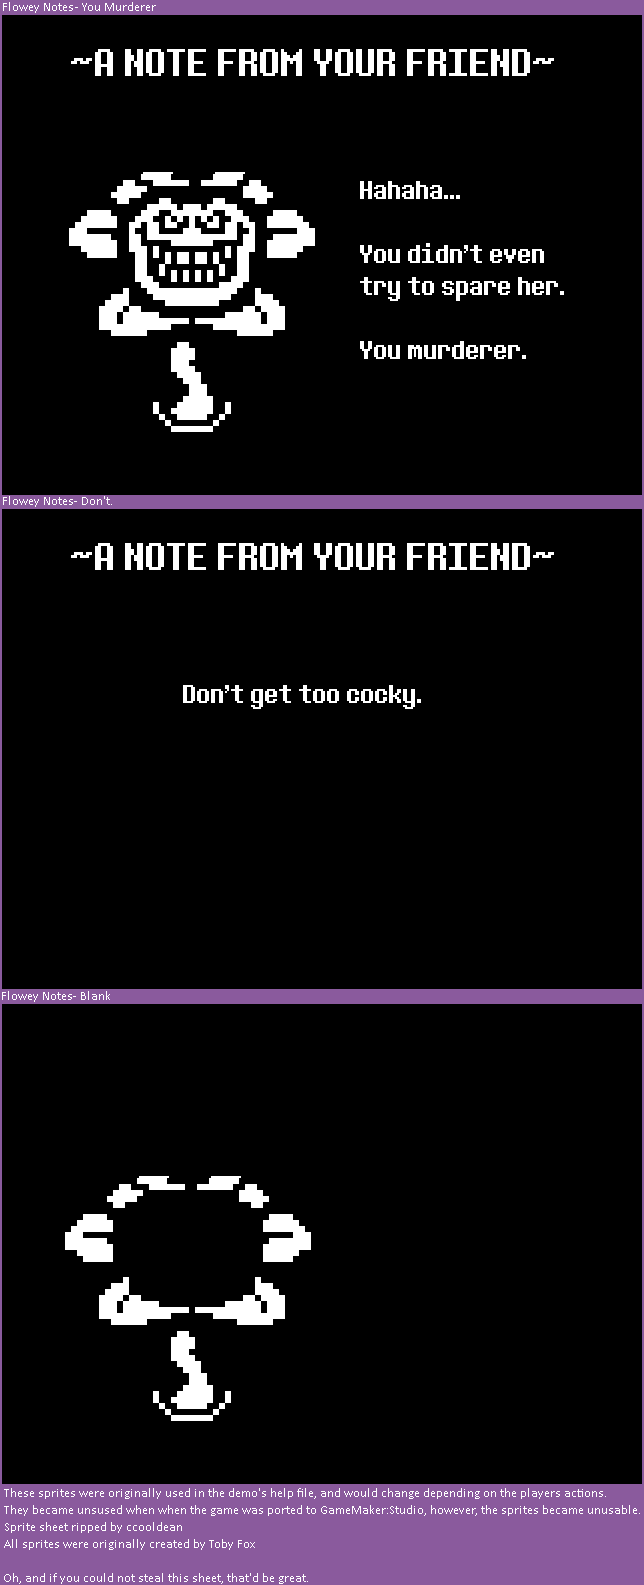 Flowey Notes- You Murderer
~A NOTE FROM YOUR FRIEND~
Hahaha...
You didn't even
try to spare her.
You murderer.
Flowey Notes- Don't.
~A NOTE FROM YOUR FRIEND~
Don't get too cocky.
Flowey Notes- Blank
These sprites were originally used in the demo's help file, and would change depending on the players actions.
They became unsused when when the game was ported to GameMaker:Studio, however, the sprites became unusable.
Sprite sheet ripped by ccooldean
All sprites were originally created by Toby Fox
Oh, and if you could not steal this sheet, that'd be great.